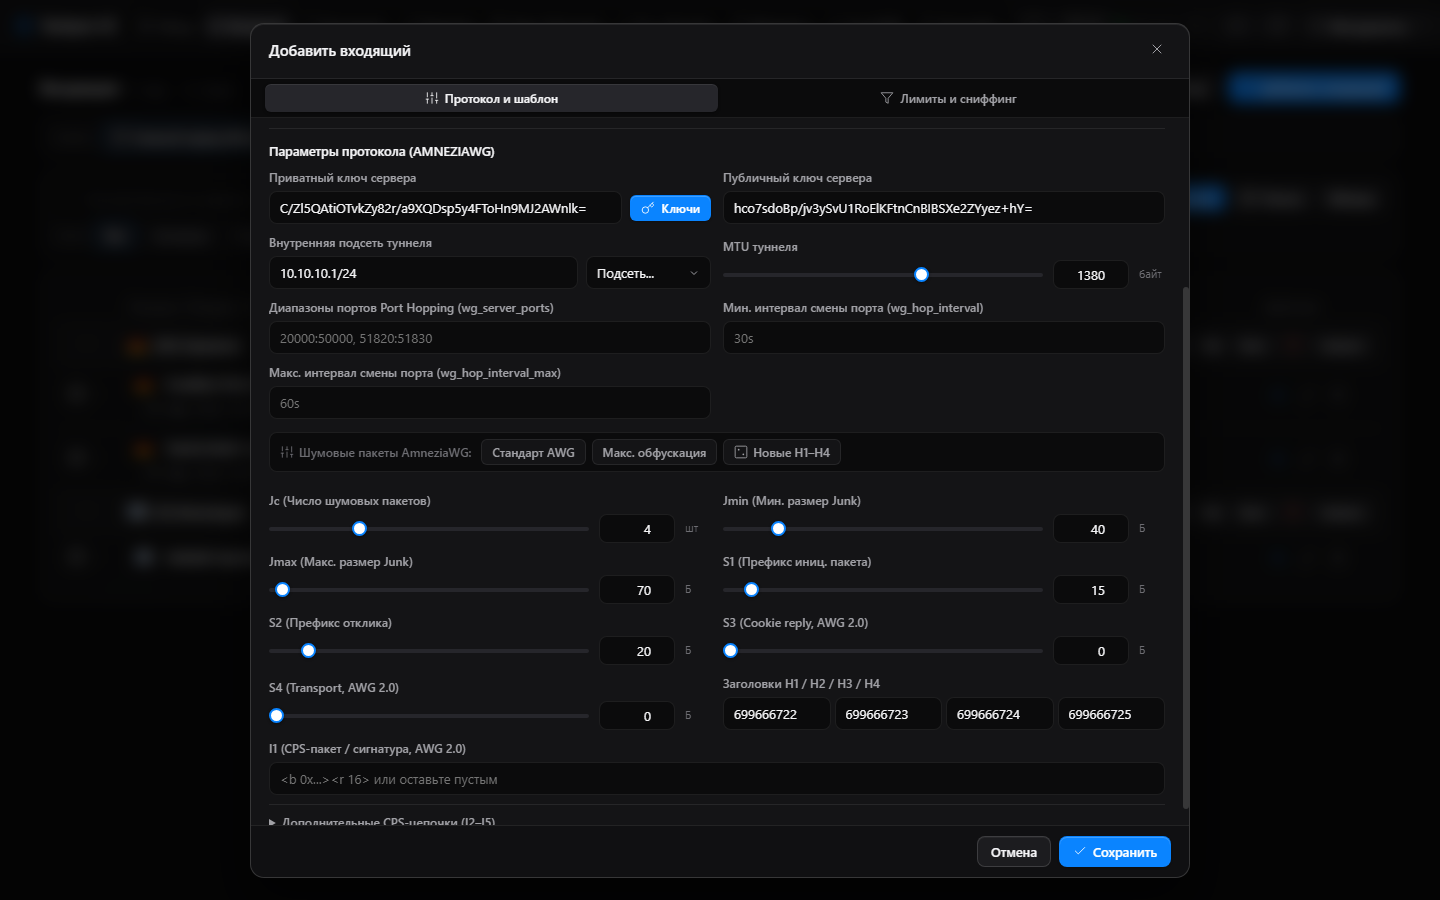 Добавить входящий
Протокол и шаблон
Лимиты и сниффинг
Параметры протокола (AMNEZIAWG)
Приватный ключ сервера
Публичный ключ сервера
C/Zl5QAtiOTvkZy82r/a9XQDsp5y4FToHn9MJ2AWnlk=
Ключи
hco7sdoBp/jv3ySvU1RoElKFtnCnBIBSXe2ZYyez+hY=
Внутренняя подсеть туннеля
MTU туннеля
10.10.10.1/24
Подсеть...
1380
байт
Диапазоны портов Port Hopping (wg_server_ports)
Мин. интервал смены порта (wg_hop_interval)
20000:50000, 51820:51830
30s
Макс. интервал смены порта (wg_hop_interval_max)
60s
Шумовые пакеты AmneziaWG:
Стандарт AWG
Макс. обфускация
Новые H1–H4
Jc (Число шумовых пакетов)
Jmin (Мин. размер Junk)
4
шт
40
Б
Jmax (Макс. размер Junk)
S1 (Префикс иниц. пакета)
70
Б
15
Б
S2 (Префикс отклика)
S3 (Cookie reply, AWG 2.0)
20
Б
0
Б
S4 (Transport, AWG 2.0)
Заголовки H1 / H2 / H3 / H4
0
Б
699666722
699666723
699666724
699666725
I1 (CPS-пакет / сигнатура, AWG 2.0)
<b 0x...><r 16> или оставьте пустым
Дополнительные CPS-цепочки (I2–I5)
Отмена
Сохранить